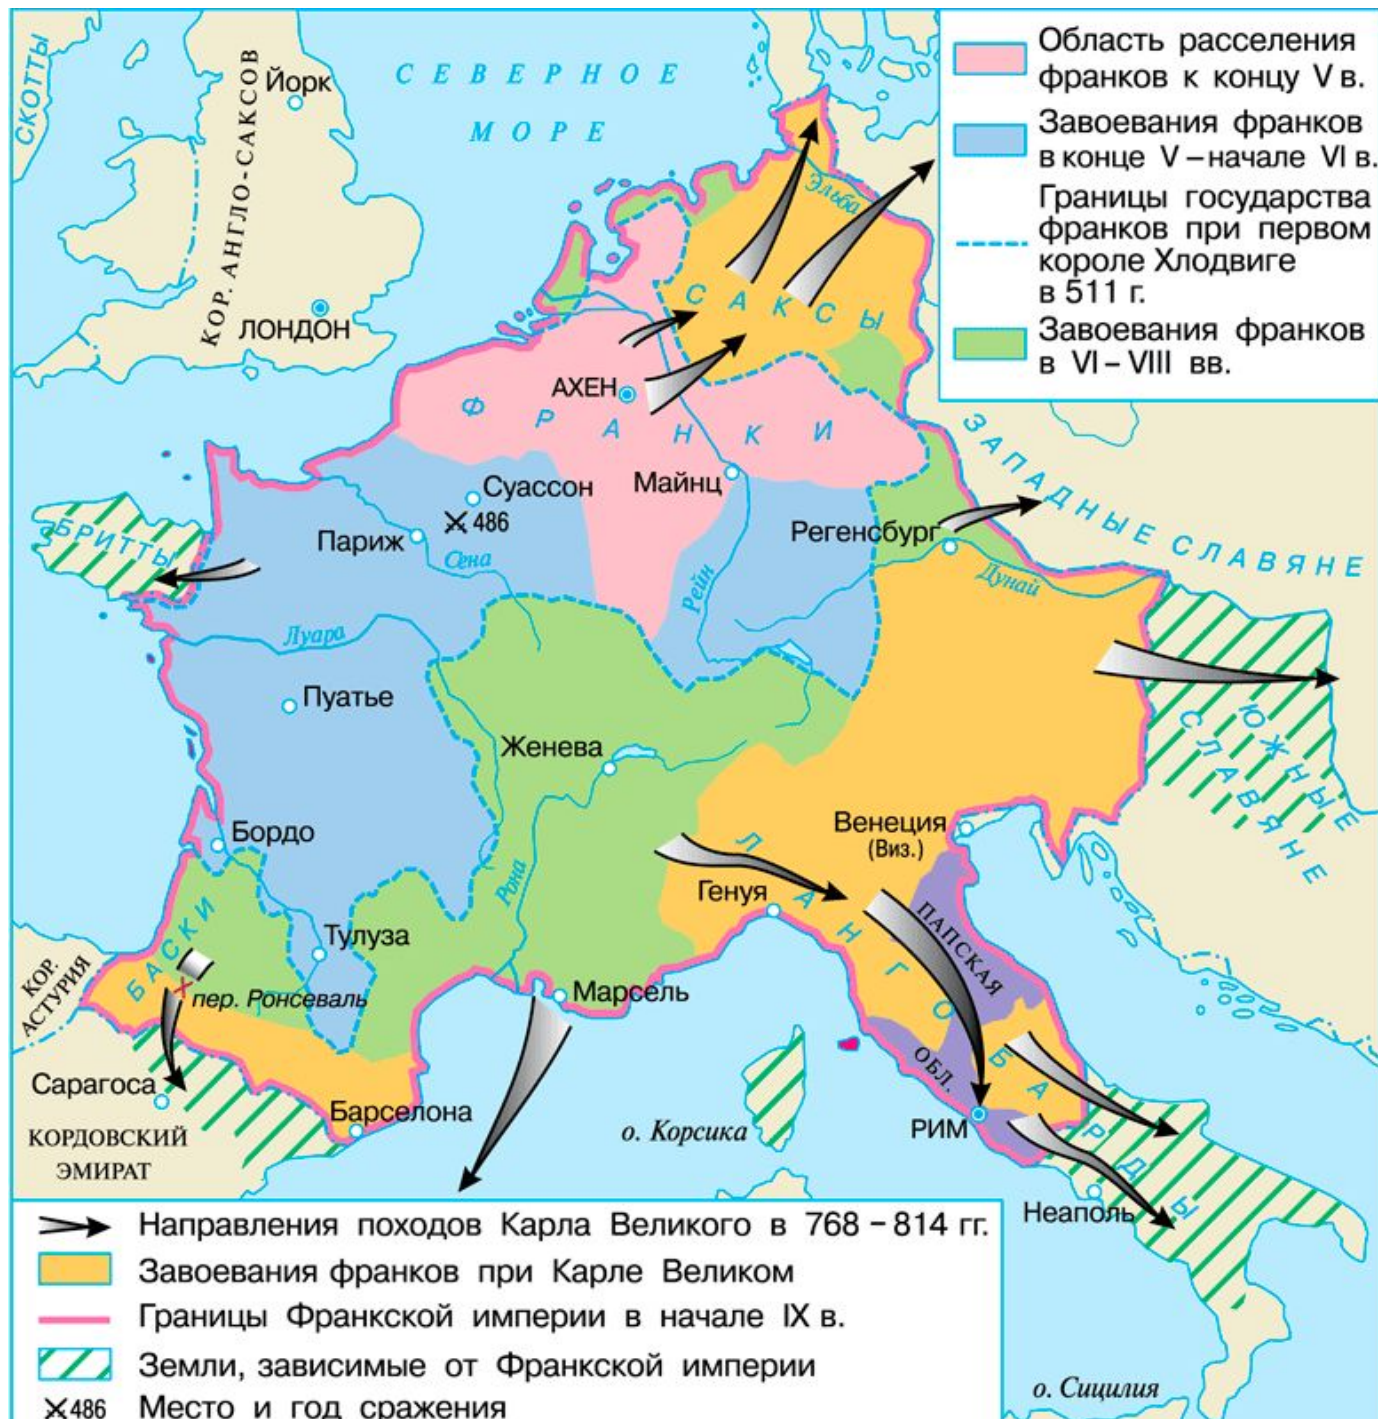 СКОТТЫ
Йорк
КОР. АНГЛО-САКСОВ
ЛОНДОН
СЕВЕРНОЕ
МОРЕ
Область расселения
франков к концу V в.
Завоевания франков
в конце V – начале VI в.
Границы государства
франков при первом
короле Хлодвиге
в 511 г.
Завоевания франков
в VI – VIII вв.
Эльба
САКСЫ
АХЕН
ФРАНКИ
Майнц
Суассон
486
Париж
Сена
БРИТТЫ
Регенсбург
Дунай
ЗАПАДНЫЕ СЛАВЯНЕ
Рейн
Луара
Пуатье
Женева
ЮЖНЫЕ
СЛАВЯНЕ
Бордо
Рона
Венеция
(Виз.)
Генуя
ЛАНГОБАРДЫ
ПАПСКАЯ
ОБЛ.
БАСКИ
Тулуза
пер. Ронсеваль
КОР.
АСТУРИЯ
Марсель
Сарагоса
Барселона
КОРДОВСКИЙ
ЭМИРАТ
о. Корсика
РИМ
Неаполь
о. Сицилия
Направления походов Карла Великого в 768 – 814 гг.
Завоевания франков при Карле Великом
Границы Франкской империи в начале IX в.
Земли, зависимые от Франкской империи
486 Место и год сражения